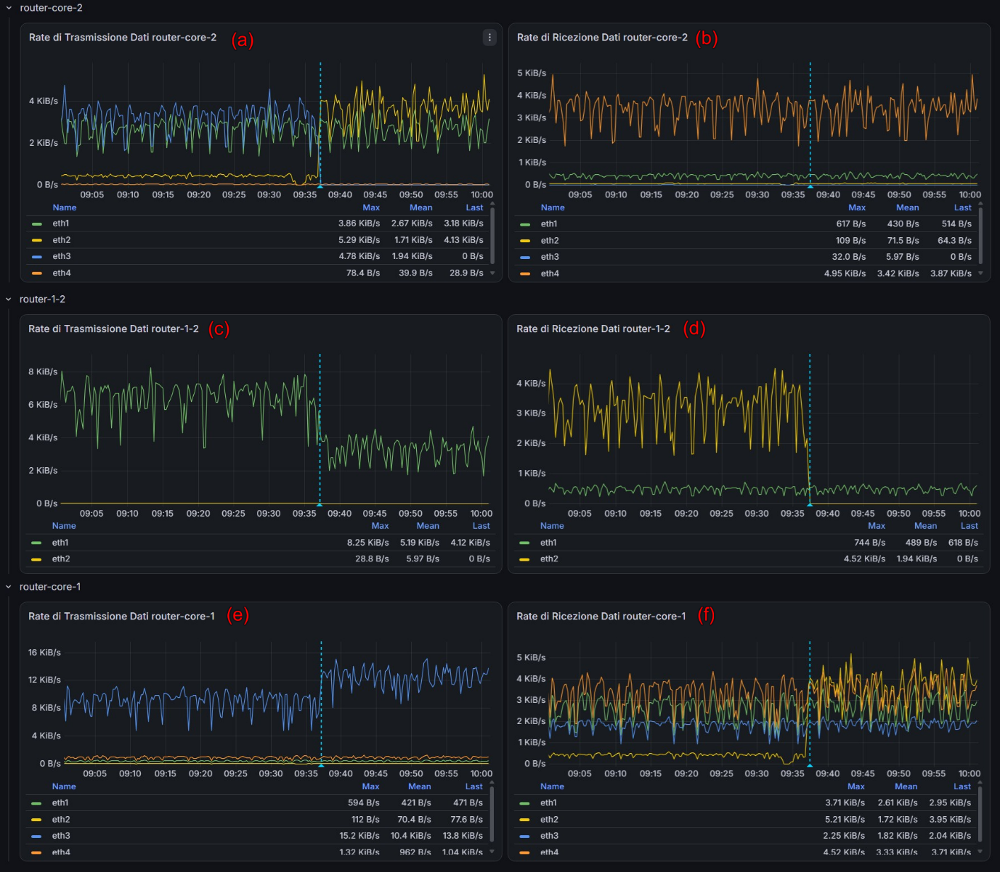 router-core-2
Rate di Trasmissione Dati router-core-2 (a)
4 KiB/s
2 KiB/s
0 B/s
09:05 09:10 09:15 09:20 09:25 09:30 09:35 09:40 09:45 09:50 09:55 10:00
Name Max Mean Last
eth1 3.86 KiB/s 2.67 KiB/s 3.18 KiB/s
eth2 5.29 KiB/s 1.71 KiB/s 4.13 KiB/s
eth3 4.78 KiB/s 1.94 KiB/s 0 B/s
eth4 78.4 B/s 39.9 B/s 28.9 B/s
Rate di Ricezione Dati router-core-2 (b)
5 KiB/s
4 KiB/s
3 KiB/s
2 KiB/s
1 KiB/s
0 B/s
09:05 09:10 09:15 09:20 09:25 09:30 09:35 09:40 09:45 09:50 09:55 10:00
Name Max Mean Last
eth1 617 B/s 430 B/s 514 B/s
eth2 109 B/s 71.5 B/s 64.3 B/s
eth3 32.0 B/s 5.97 B/s 0 B/s
eth4 4.95 KiB/s 3.42 KiB/s 3.87 KiB/s
router-1-2
Rate di Trasmissione Dati router-1-2 (c)
8 KiB/s
6 KiB/s
4 KiB/s
2 KiB/s
0 B/s
09:05 09:10 09:15 09:20 09:25 09:30 09:35 09:40 09:45 09:50 09:55 10:00
Name Max Mean Last
eth1 8.25 KiB/s 5.19 KiB/s 4.12 KiB/s
eth2 28.8 B/s 5.97 B/s 0 B/s
Rate di Ricezione Dati router-1-2 (d)
4 KiB/s
3 KiB/s
2 KiB/s
1 KiB/s
0 B/s
09:05 09:10 09:15 09:20 09:25 09:30 09:35 09:40 09:45 09:50 09:55 10:00
Name Max Mean Last
eth1 744 B/s 489 B/s 618 B/s
eth2 4.52 KiB/s 1.94 KiB/s 0 B/s
router-core-1
Rate di Trasmissione Dati router-core-1 (e)
16 KiB/s
12 KiB/s
8 KiB/s
4 KiB/s
0 B/s
09:05 09:10 09:15 09:20 09:25 09:30 09:35 09:40 09:45 09:50 09:55 10:00
Name Max Mean Last
eth1 594 B/s 421 B/s 471 B/s
eth2 112 B/s 70.4 B/s 77.6 B/s
eth3 15.2 KiB/s 10.4 KiB/s 13.8 KiB/s
eth4 1.32 KiB/s 962 B/s 1.04 KiB/s
Rate di Ricezione Dati router-core-1 (f)
5 KiB/s
4 KiB/s
3 KiB/s
2 KiB/s
1 KiB/s
0 B/s
09:05 09:10 09:15 09:20 09:25 09:30 09:35 09:40 09:45 09:50 09:55 10:00
Name Max Mean Last
eth1 3.71 KiB/s 2.61 KiB/s 2.95 KiB/s
eth2 5.21 KiB/s 1.72 KiB/s 3.95 KiB/s
eth3 2.25 KiB/s 1.82 KiB/s 2.04 KiB/s
eth4 4.52 KiB/s 3.33 KiB/s 3.71 KiB/s